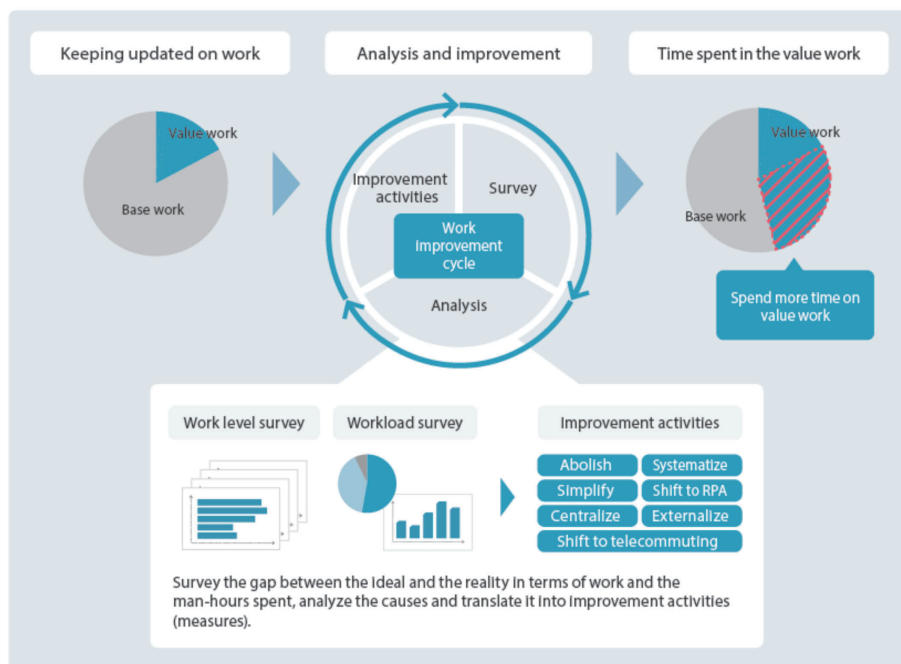 Keeping updated on work
Analysis and improvement
Time spent in the value work
Value work
Base work
Improvement
activities
Survey
Work
improvement
cycle
Analysis
Value work
Base work
Spend more time on
value work
Work level survey
Workload survey
Improvement activities
Abolish
Systematize
Simplify
Shift to RPA
Centralize
Externalize
Shift to telecommuting
Survey the gap between the ideal and the reality in terms of work and the
man-hours spent, analyze the causes and translate it into improvement activities
(measures).